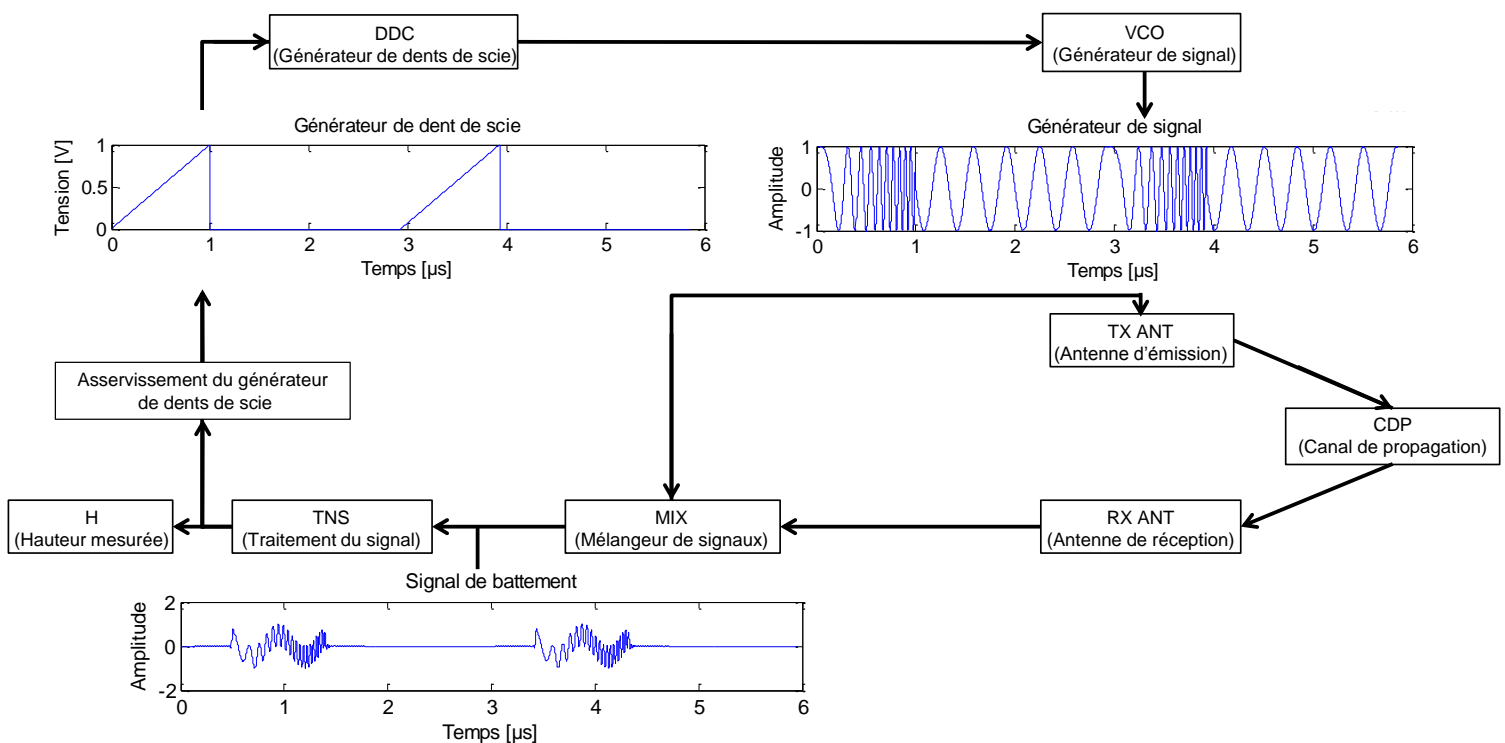 DDC
(Générateur de dents de scie)
VCO
(Générateur de signal)
Générateur de dent de scie
Tension [V]
1
0.5
0
0 1 2 3 4 5 6
Temps [µs]
Générateur de signal
Amplitude
1
0
-1
0 1 2 3 4 5 6
Temps [µs]
TX ANT
(Antenne d'émission)
Asservissement du générateur
de dents de scie
CDP
(Canal de propagation)
H
(Hauteur mesurée)
TNS
(Traitement du signal)
MIX
(Mélangeur de signaux)
RX ANT
(Antenne de réception)
Signal de battement
Amplitude
2
0
-2
0 1 2 3 4 5 6
Temps [µs]